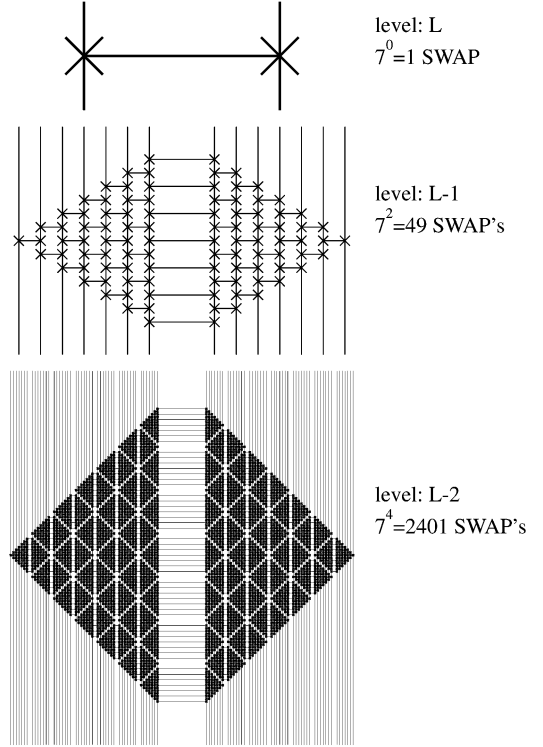 level: L
7^0=1 SWAP
level: L-1
7^2=49 SWAP's
level: L-2
7^4=2401 SWAP's